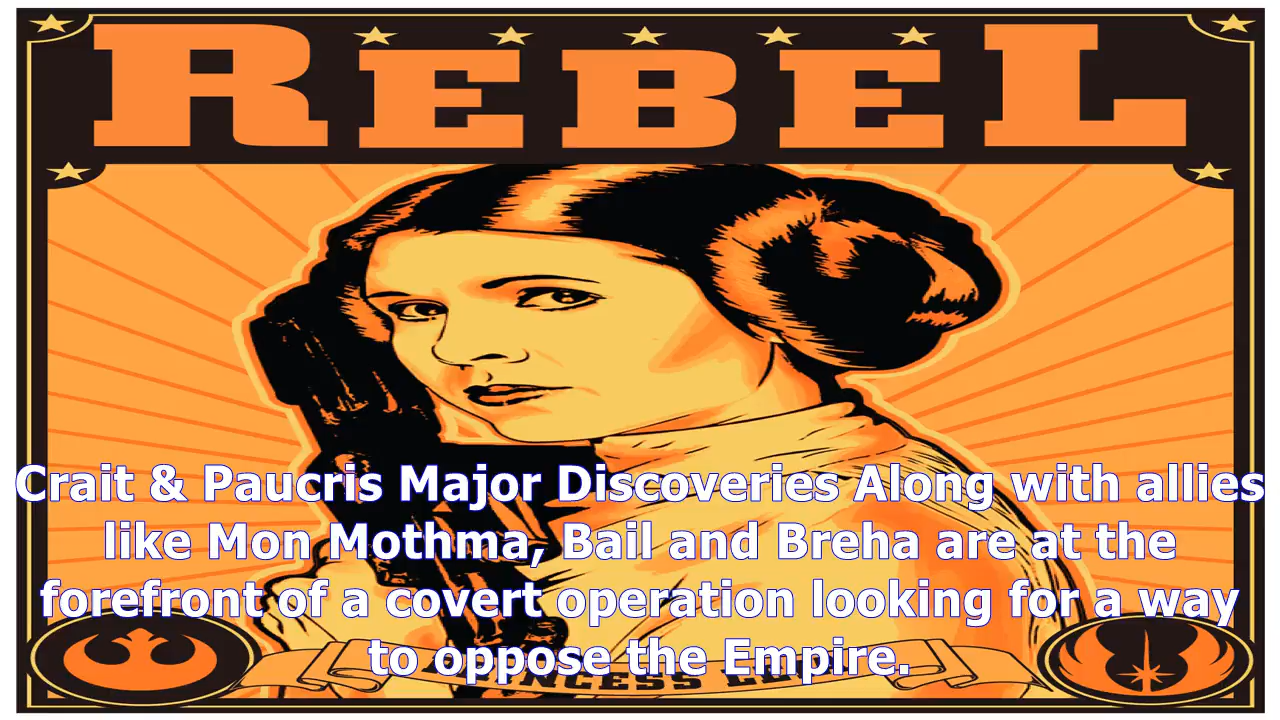 REBEL
Crait & Paucris Major Discoveries Along with allies
like Mon Mothma, Bail and Breha are at the
forefront of a covert operation looking for a way
to oppose the Empire.